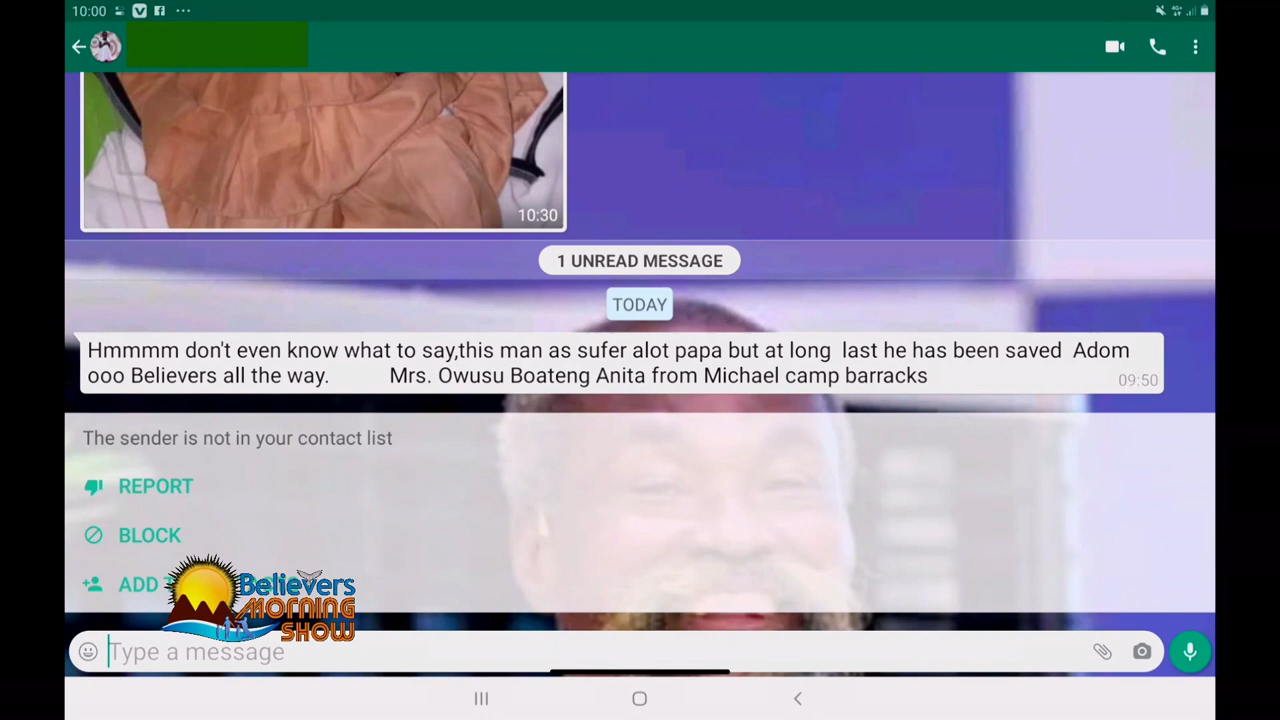 10:00
10:30
1 UNREAD MESSAGE
TODAY
Hmmmm don't even know what to say,this man as sufer alot papa but at long last he has been saved Adom
ooo Believers all the way. Mrs. Owusu Boateng Anita from Michael camp barracks
09:50
The sender is not in your contact list
REPORT
BLOCK
ADD
Believers
MORNING
SHOW
Type a message